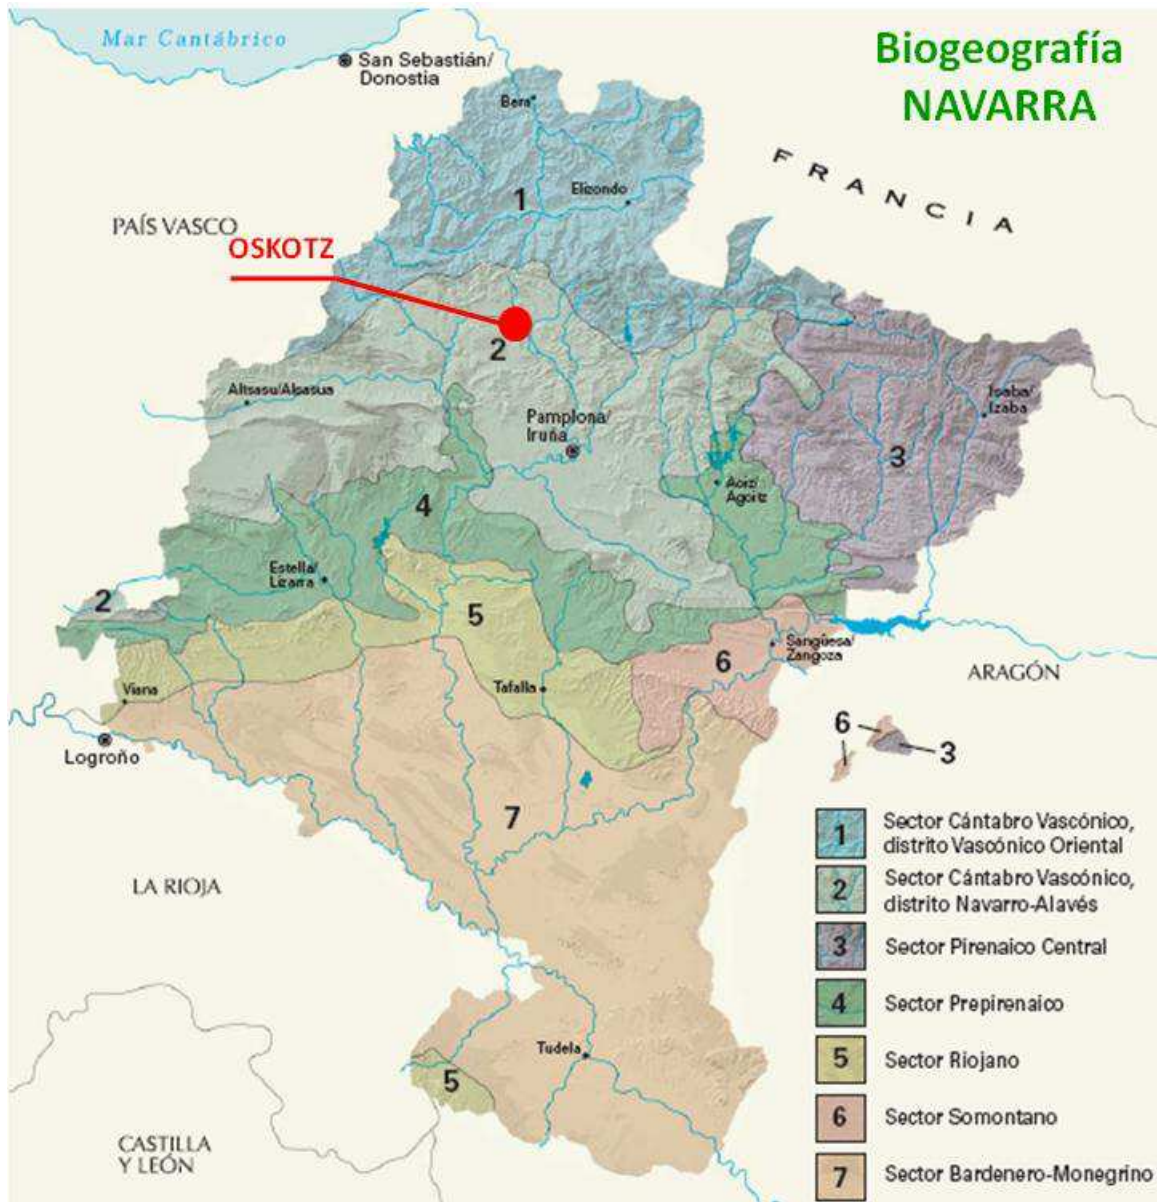 Mar Cantábrico
San Sebastián/
Donostia
Biogeografía
NAVARRA
Bera
FRANCIA
Elizondo
1
PAÍS VASCO
OSKOTZ
2
Altsasu/Alsasua
Isaba/
Izaba
Pamplona/
Iruña
3
Aoiz/
Agoitz
4
Estella/
Lizarra
2
5
Sangüesa/
Zangoza
6
ARAGÓN
Viana
Tafalla
Logroño
6
3
7
1 Sector Cántabro Vascónico,
distrito Vascónico Oriental
2 Sector Cántabro Vascónico,
distrito Navarro-Alavés
LA RIOJA
3 Sector Pirenaico Central
4 Sector Prepirenaico
Tudela
5 Sector Riojano
5
6 Sector Somontano
CASTILLA
Y LEÓN
7 Sector Bardenero-Monegrino